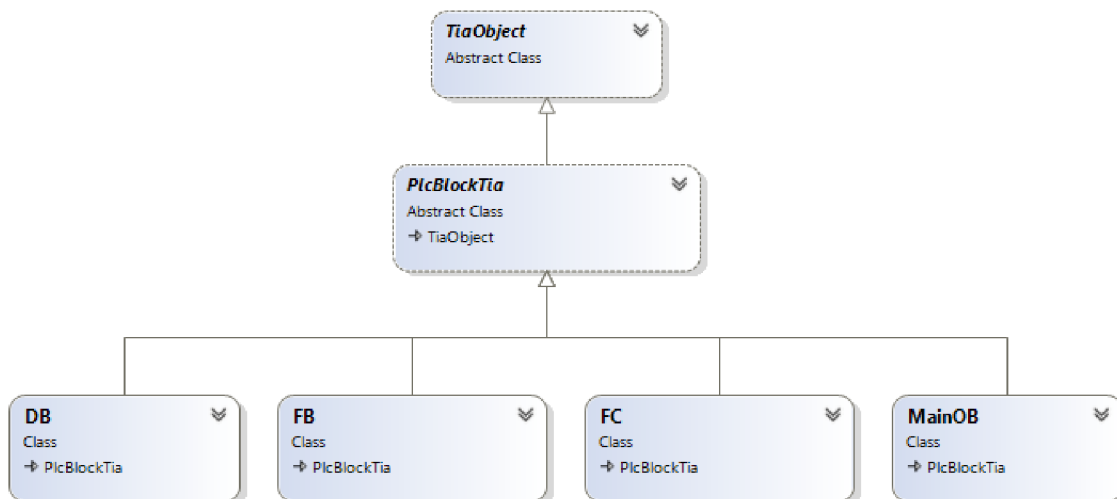 TiaObject
Abstract Class
PlcBlockTia
Abstract Class
TiaObject
DB
Class
PlcBlockTia
FB
Class
PlcBlockTia
FC
Class
PlcBlockTia
MainOB
Class
PlcBlockTia